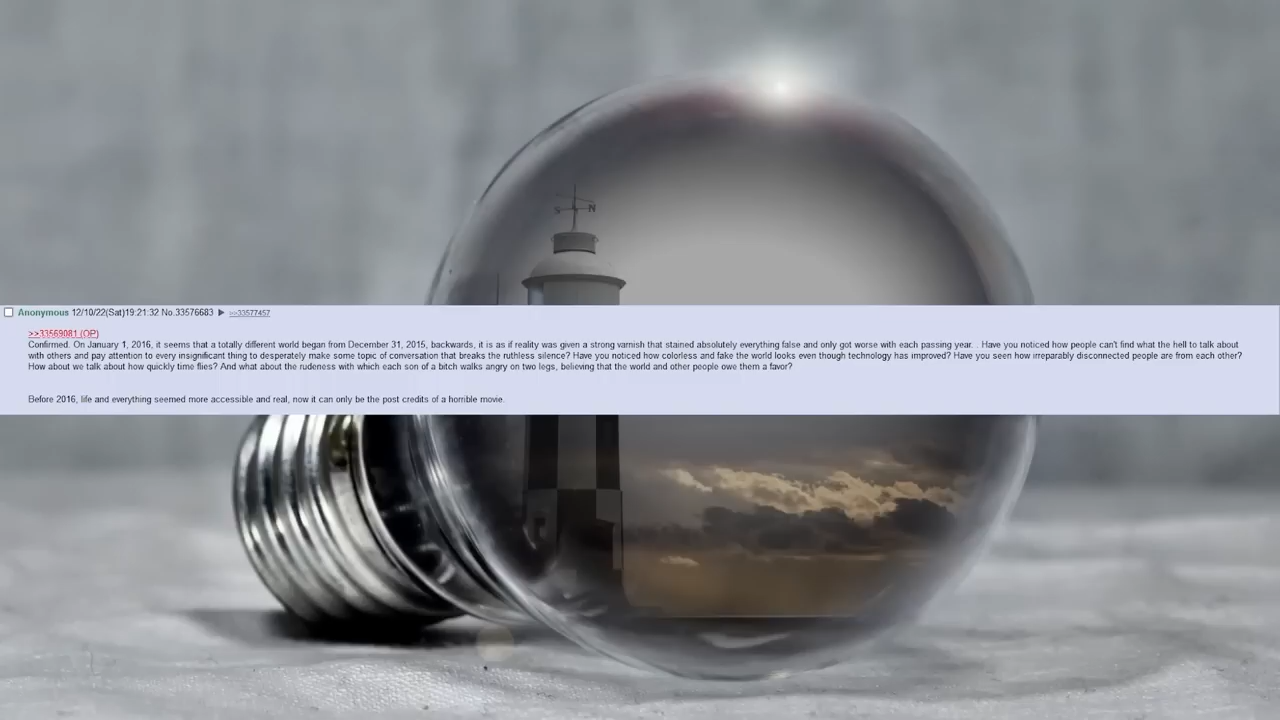 Anonymous 12/10/22(Sat)19:21:32 No.33576683 ▶ >>33577457
>>33569081 (OP)
Confirmed. On January 1, 2016, it seems that a totally different world began from December 31, 2015, backwards, it is as if reality was given a strong varnish that stained absolutely everything false and only got worse with each passing year. . Have you noticed how people can't find what the hell to talk about
with others and pay attention to every insignificant thing to desperately make some topic of conversation that breaks the ruthless silence? Have you noticed how colorless and fake the world looks even though technology has improved? Have you seen how irreparably disconnected people are from each other?
How about we talk about how quickly time flies? And what about the rudeness with which each son of a bitch walks angry on two legs, believing that the world and other people owe them a favor?
Before 2016, life and everything seemed more accessible and real, now it can only be the post credits of a horrible movie.
N